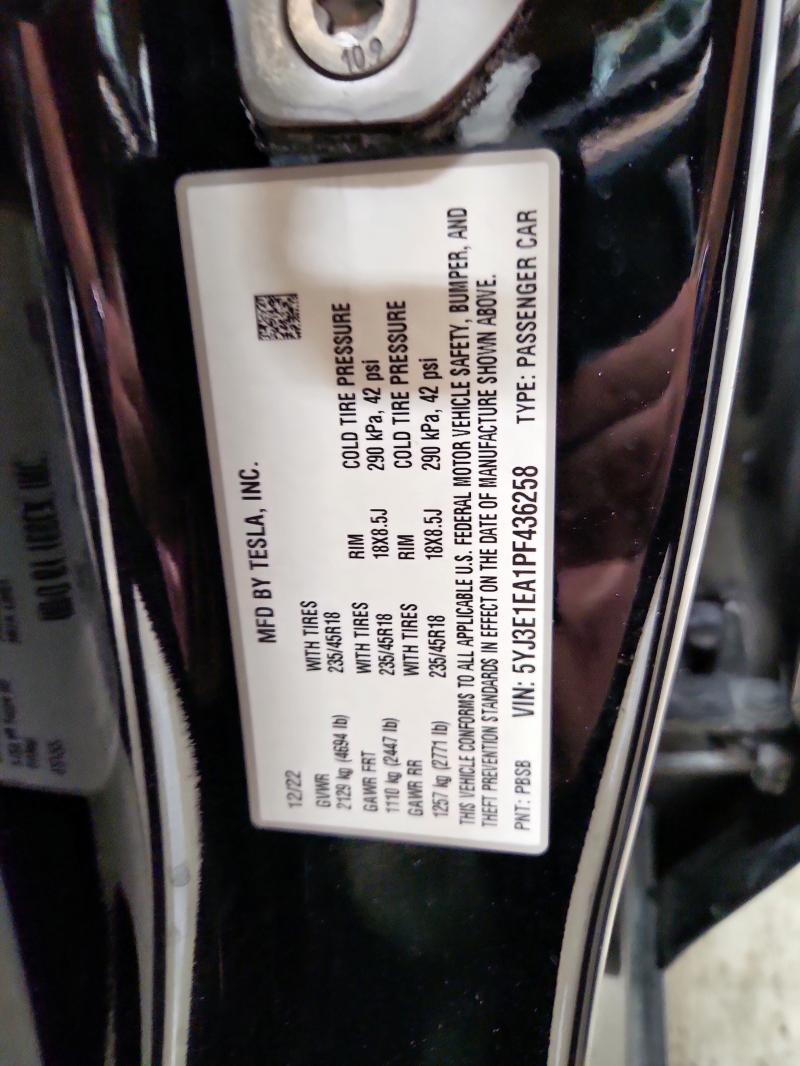 10.9
MFD BY TESLA, INC.
12/22
GVWR WITH TIRES RIM COLD TIRE PRESSURE
2129 kg (4694 lb) 235/45R18 18X8.5J 290 kPa, 42 psi
GAWR FRT WITH TIRES RIM COLD TIRE PRESSURE
1110 kg (2447 lb) 235/45R18 18X8.5J 290 kPa, 42 psi
GAWR RR WITH TIRES
1257 kg (2771 lb) 235/45R18
THIS VEHICLE CONFORMS TO ALL APPLICABLE U.S. FEDERAL MOTOR VEHICLE SAFETY, BUMPER, AND
THEFT PREVENTION STANDARDS IN EFFECT ON THE DATE OF MANUFACTURE SHOWN ABOVE.
PNT: PBSB VIN: 5YJ3E1EA1PF436258 TYPE: PASSENGER CAR